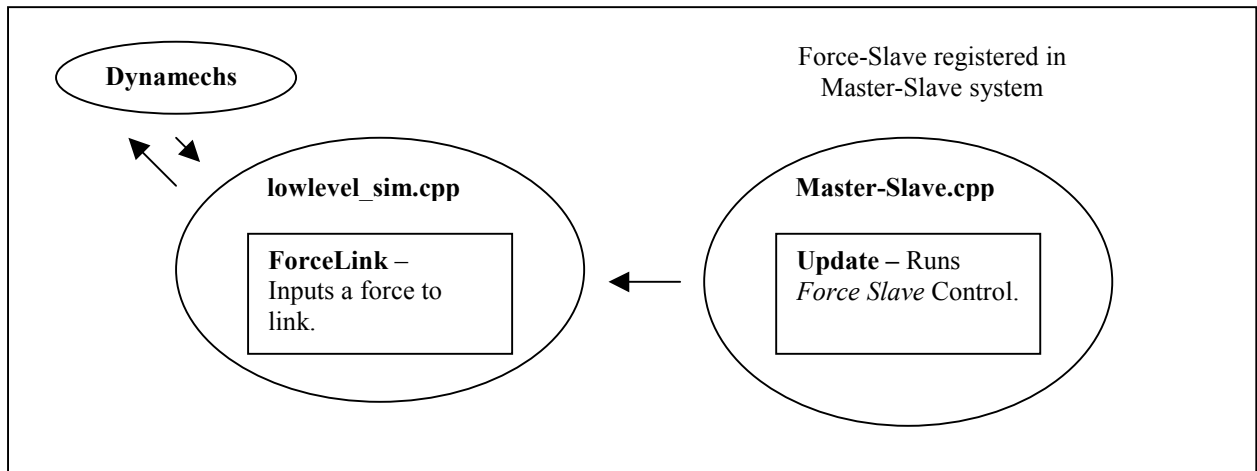 Dynamechs
Force-Slave registered in
Master-Slave system
lowlevel_sim.cpp
ForceLink –
Inputs a force to
link.
Master-Slave.cpp
Update – Runs
Force Slave Control.